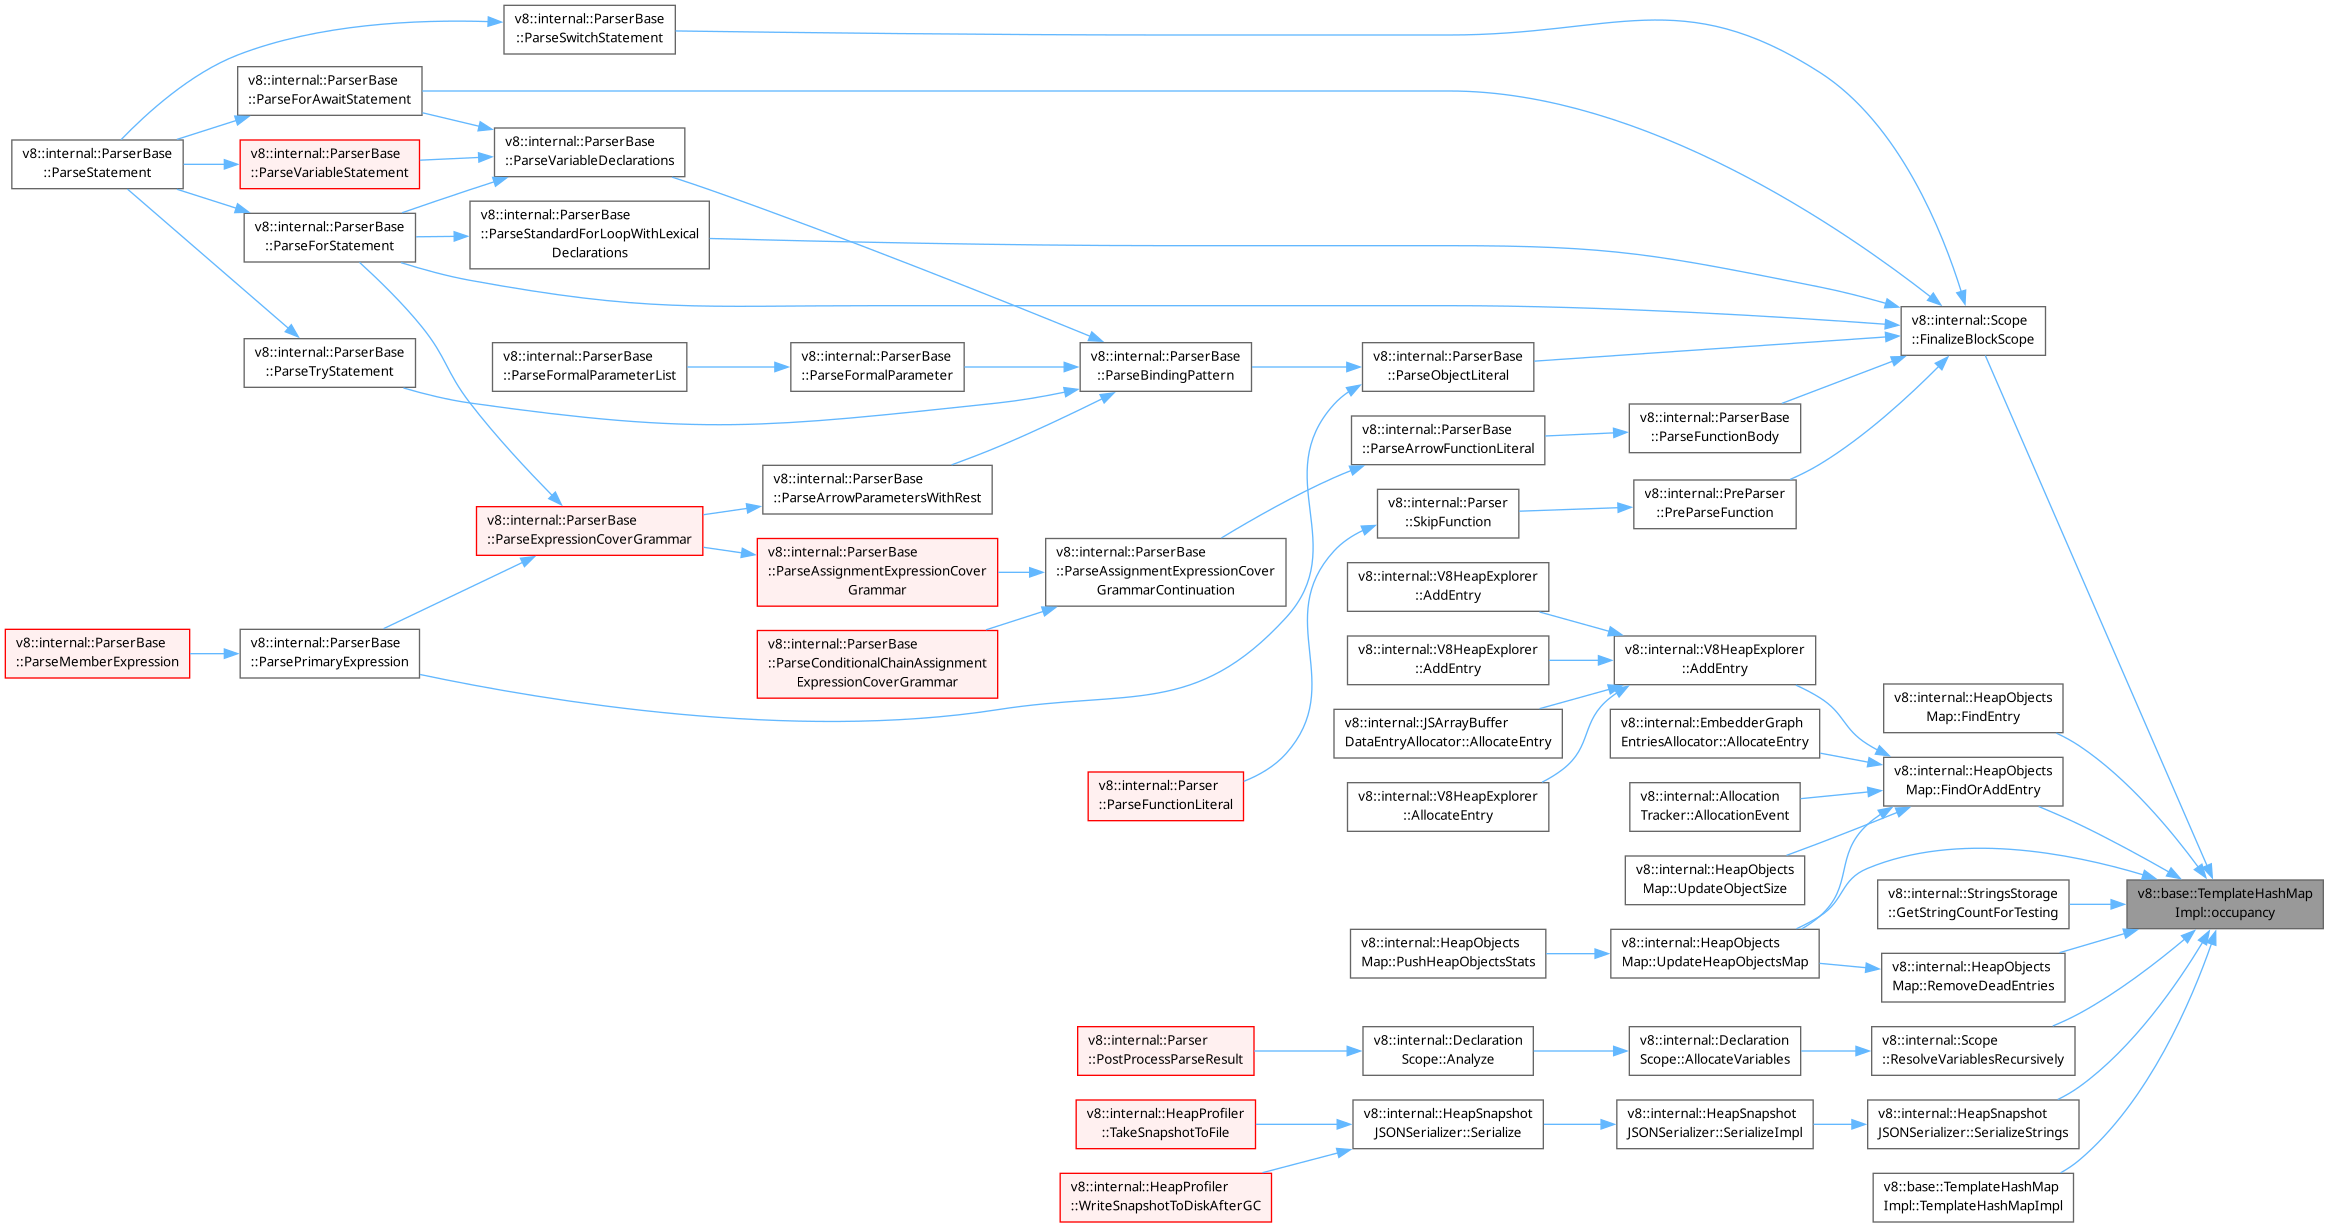 v8::internal::ParserBase
::ParseSwitchStatement
v8::internal::ParserBase
::ParseForAwaitStatement
v8::internal::ParserBase
::ParseStatement
v8::internal::ParserBase
::ParseVariableStatement
v8::internal::ParserBase
::ParseVariableDeclarations
v8::internal::ParserBase
::ParseForStatement
v8::internal::ParserBase
::ParseStandardForLoopWithLexical
Declarations
v8::internal::Scope
::FinalizeBlockScope
v8::internal::ParserBase
::ParseTryStatement
v8::internal::ParserBase
::ParseFormalParameterList
v8::internal::ParserBase
::ParseFormalParameter
v8::internal::ParserBase
::ParseBindingPattern
v8::internal::ParserBase
::ParseObjectLiteral
v8::internal::ParserBase
::ParseArrowFunctionLiteral
v8::internal::ParserBase
::ParseFunctionBody
v8::internal::ParserBase
::ParseArrowParametersWithRest
v8::internal::Parser
::SkipFunction
v8::internal::PreParser
::PreParseFunction
v8::internal::ParserBase
::ParseExpressionCoverGrammar
v8::internal::ParserBase
::ParseAssignmentExpressionCover
Grammar
v8::internal::ParserBase
::ParseAssignmentExpressionCover
GrammarContinuation
v8::internal::V8HeapExplorer
::AddEntry
v8::internal::ParserBase
::ParseMemberExpression
v8::internal::ParserBase
::ParsePrimaryExpression
v8::internal::ParserBase
::ParseConditionalChainAssignment
ExpressionCoverGrammar
v8::internal::V8HeapExplorer
::AddEntry
v8::internal::V8HeapExplorer
::AddEntry
v8::internal::HeapObjects
Map::FindEntry
v8::internal::JSArrayBuffer
DataEntryAllocator::AllocateEntry
v8::internal::EmbedderGraph
EntriesAllocator::AllocateEntry
v8::internal::Parser
::ParseFunctionLiteral
v8::internal::V8HeapExplorer
::AllocateEntry
v8::internal::Allocation
Tracker::AllocationEvent
v8::internal::HeapObjects
Map::FindOrAddEntry
v8::internal::HeapObjects
Map::UpdateObjectSize
v8::internal::StringsStorage
::GetStringCountForTesting
v8::base::TemplateHashMap
Impl::occupancy
v8::internal::HeapObjects
Map::PushHeapObjectsStats
v8::internal::HeapObjects
Map::UpdateHeapObjectsMap
v8::internal::HeapObjects
Map::RemoveDeadEntries
v8::internal::Parser
::PostProcessParseResult
v8::internal::Declaration
Scope::Analyze
v8::internal::Declaration
Scope::AllocateVariables
v8::internal::Scope
::ResolveVariablesRecursively
v8::internal::HeapProfiler
::TakeSnapshotToFile
v8::internal::HeapSnapshot
JSONSerializer::Serialize
v8::internal::HeapSnapshot
JSONSerializer::SerializeImpl
v8::internal::HeapSnapshot
JSONSerializer::SerializeStrings
v8::internal::HeapProfiler
::WriteSnapshotToDiskAfterGC
v8::base::TemplateHashMap
Impl::TemplateHashMapImpl